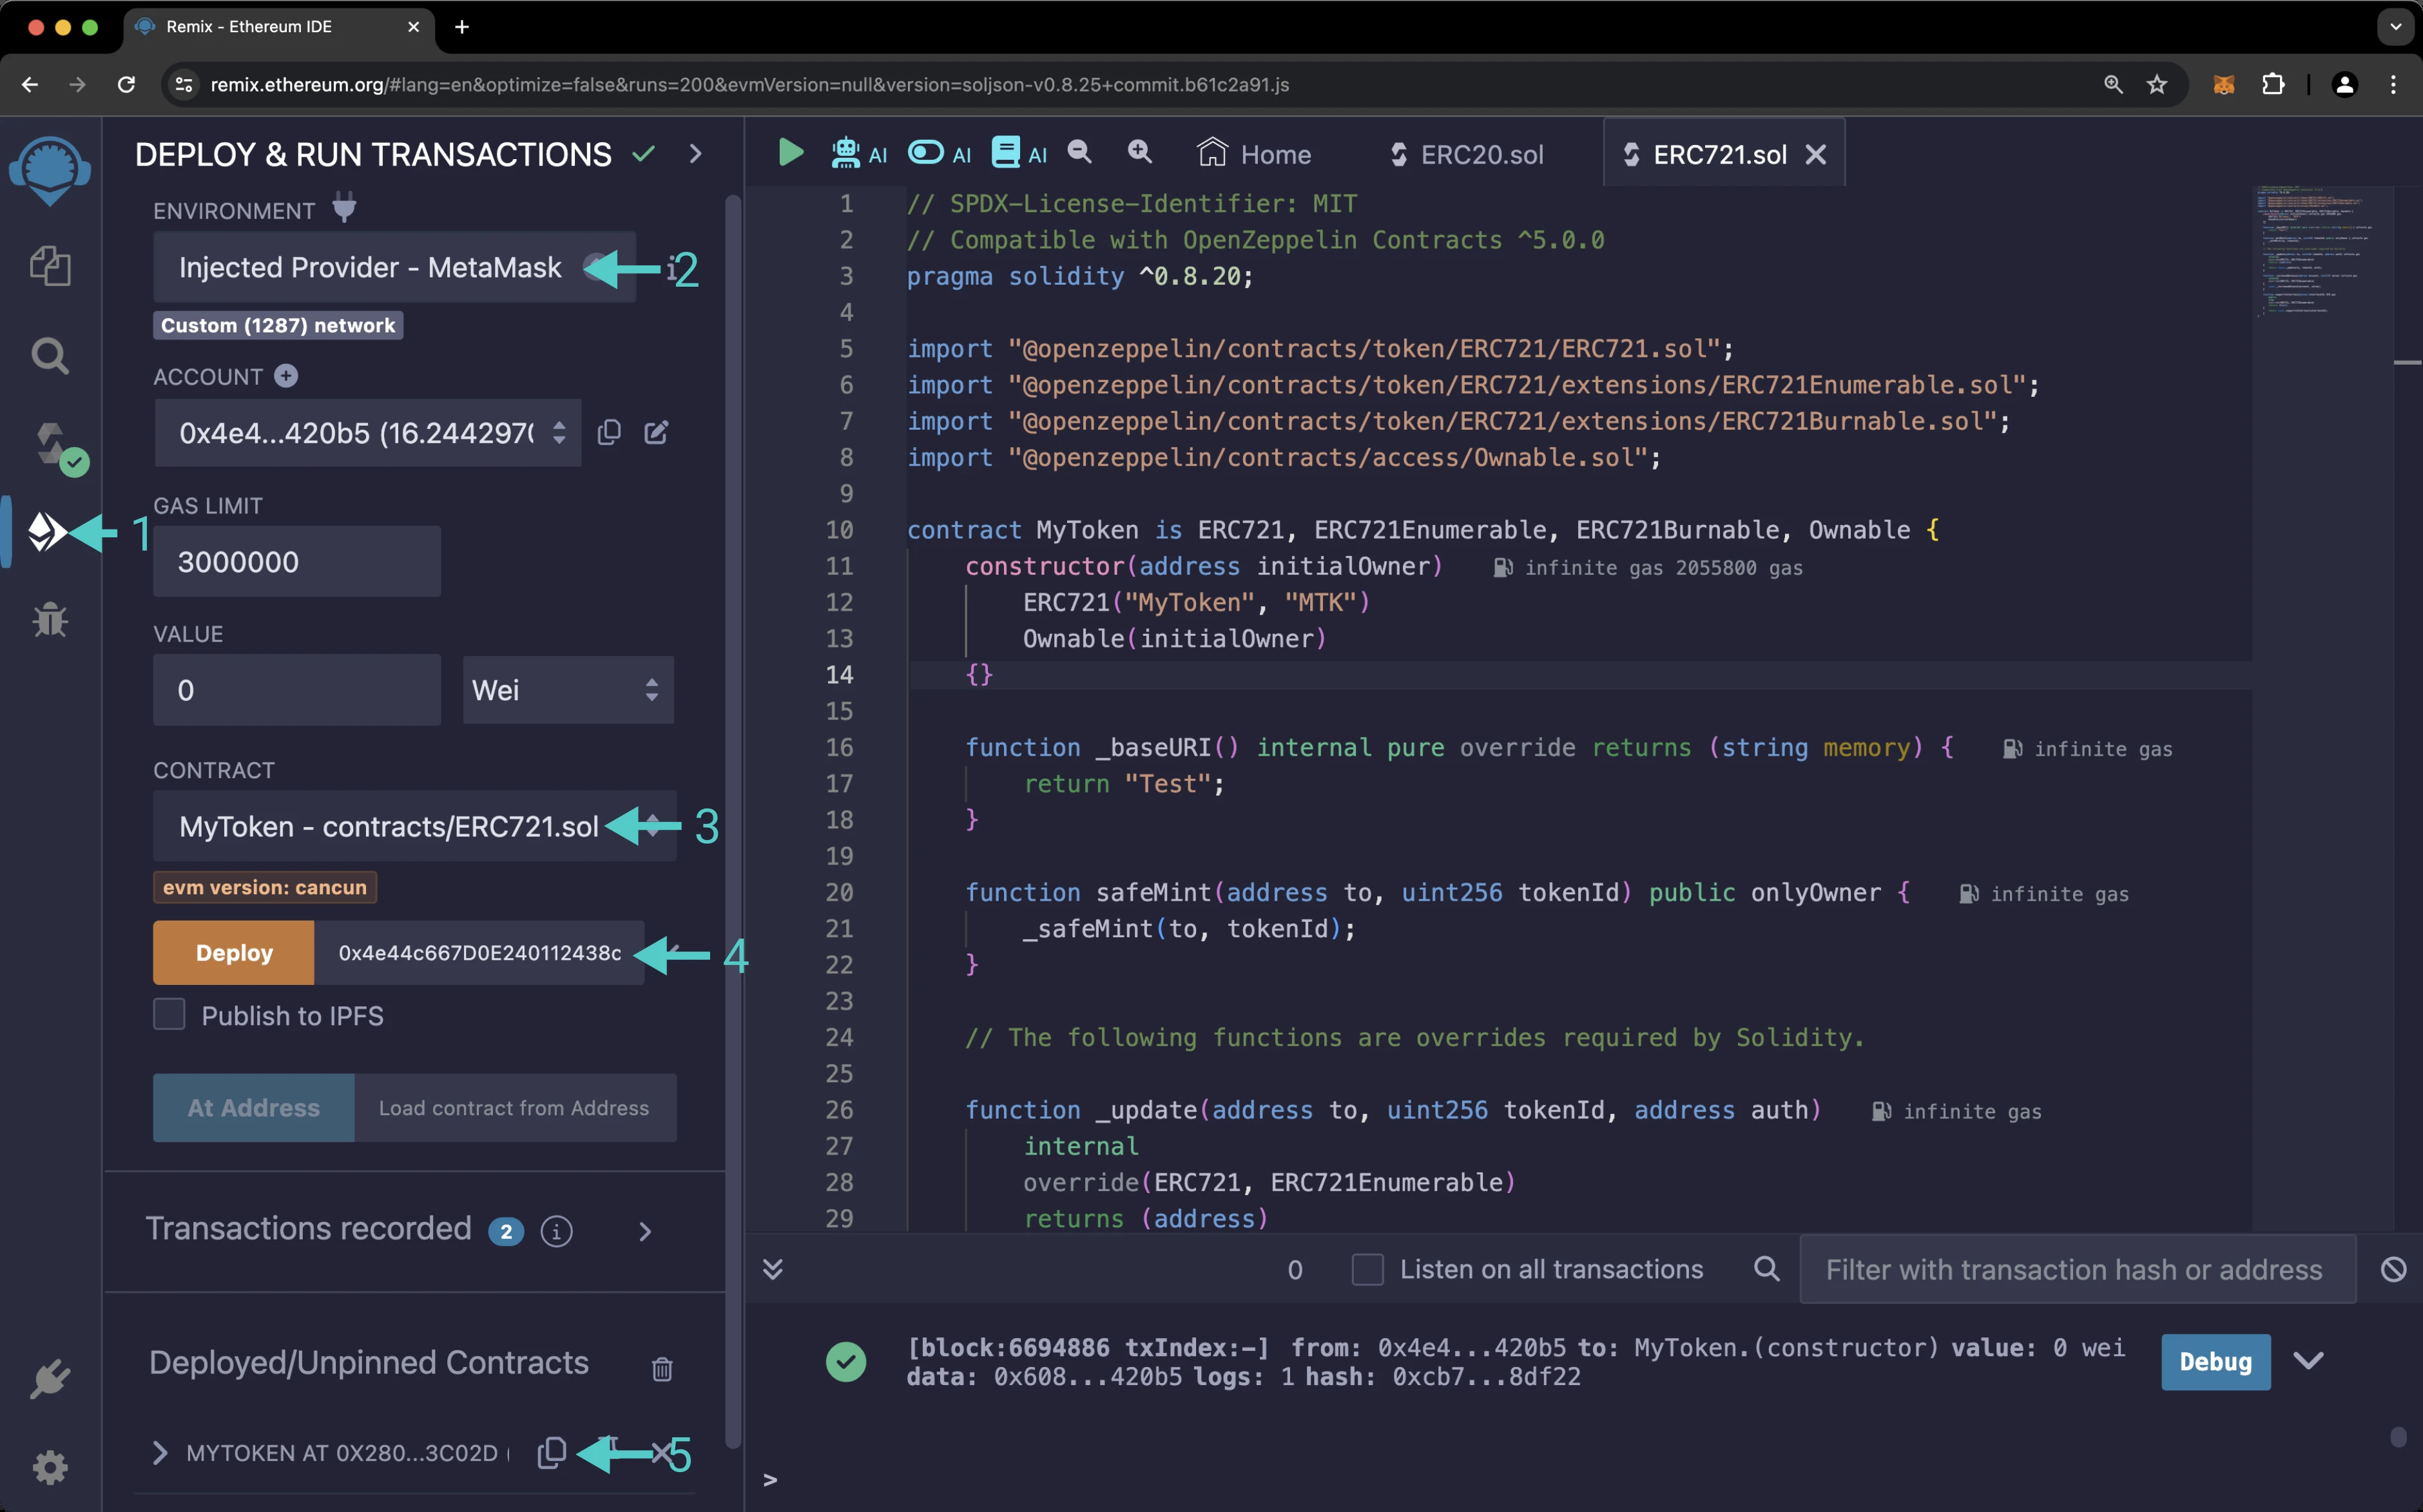 Remix - Ethereum IDE
remix.ethereum.org/#lang=en&optimize=false&runs=200&evmVersion=null&version=soljson-v0.8.25+commit.b61c2a91.js
DEPLOY & RUN TRANSACTIONS
ENVIRONMENT
Injected Provider - MetaMask
2
Custom (1287) network
ACCOUNT
0x4e4...420b5 (16.2442970
1
GAS LIMIT
3000000
VALUE
0
Wei
CONTRACT
MyToken - contracts/ERC721.sol
3
evm version: cancun
Deploy
0x4e44c667D0E240112438c
4
Publish to IPFS
At Address
Load contract from Address
Transactions recorded 2 i
Deployed/Unpinned Contracts
MYTOKEN AT 0X280...3C02D (
5
AI AI AI
Home
ERC20.sol
ERC721.sol
1 // SPDX-License-Identifier: MIT
2 // Compatible with OpenZeppelin Contracts ^5.0.0
3 pragma solidity ^0.8.20;
4
5 import "@openzeppelin/contracts/token/ERC721/ERC721.sol";
6 import "@openzeppelin/contracts/token/ERC721/extensions/ERC721Enumerable.sol";
7 import "@openzeppelin/contracts/token/ERC721/extensions/ERC721Burnable.sol";
8 import "@openzeppelin/contracts/access/Ownable.sol";
9
10 contract MyToken is ERC721, ERC721Enumerable, ERC721Burnable, Ownable {
11 constructor(address initialOwner) infinite gas 2055800 gas
12 ERC721("MyToken", "MTK")
13 Ownable(initialOwner)
14 {}
15
16 function _baseURI() internal pure override returns (string memory) { infinite gas
17 return "Test";
18 }
19
20 function safeMint(address to, uint256 tokenId) public onlyOwner { infinite gas
21 _safeMint(to, tokenId);
22 }
23
24 // The following functions are overrides required by Solidity.
25
26 function _update(address to, uint256 tokenId, address auth) infinite gas
27 internal
28 override(ERC721, ERC721Enumerable)
29 returns (address)
0
Listen on all transactions
Filter with transaction hash or address
[block:6694886 txIndex:-] from: 0x4e4...420b5 to: MyToken.(constructor) value: 0 wei
data: 0x608...420b5 logs: 1 hash: 0xcb7...8df22
Debug
>